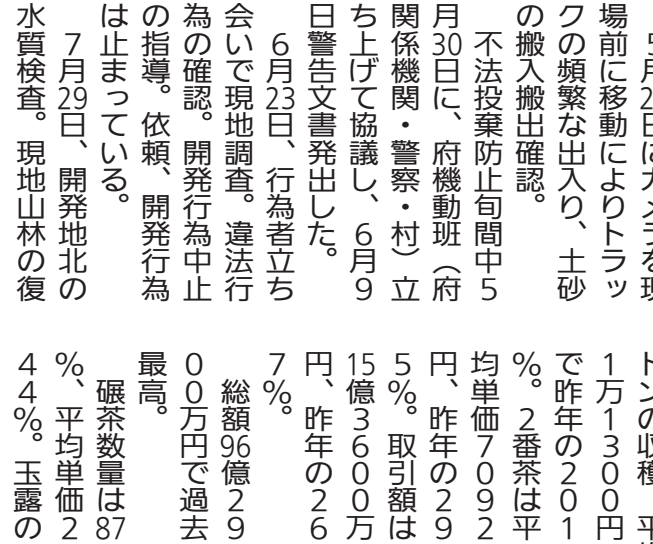 場前に移動によりトラッ
クの頻繁な出入り、土砂
の搬入搬出確認。
不法投棄防止旬間中5
月30日に、府機動班（府
関係機関・警察・村）立
ち上げて協議し、6月9
日警告文書発出した。
6月23日、行為者立ち
会いで現地調査。違法行
為の確認。開発行為中止
の指導。依頼、開発行為
は止まっている。
7月29日、開発地北の
水質検査。現地山林の復
トンの収穫
1万1300円
で昨年の201
%。2番茶は平
均単価7092
円、昨年の29
5%。取引額は
15億3600万
円、昨年の26
7%。
総額96億29
00万円で過去
最高。
碾茶数量は87
%、平均単価2
44%。玉露の